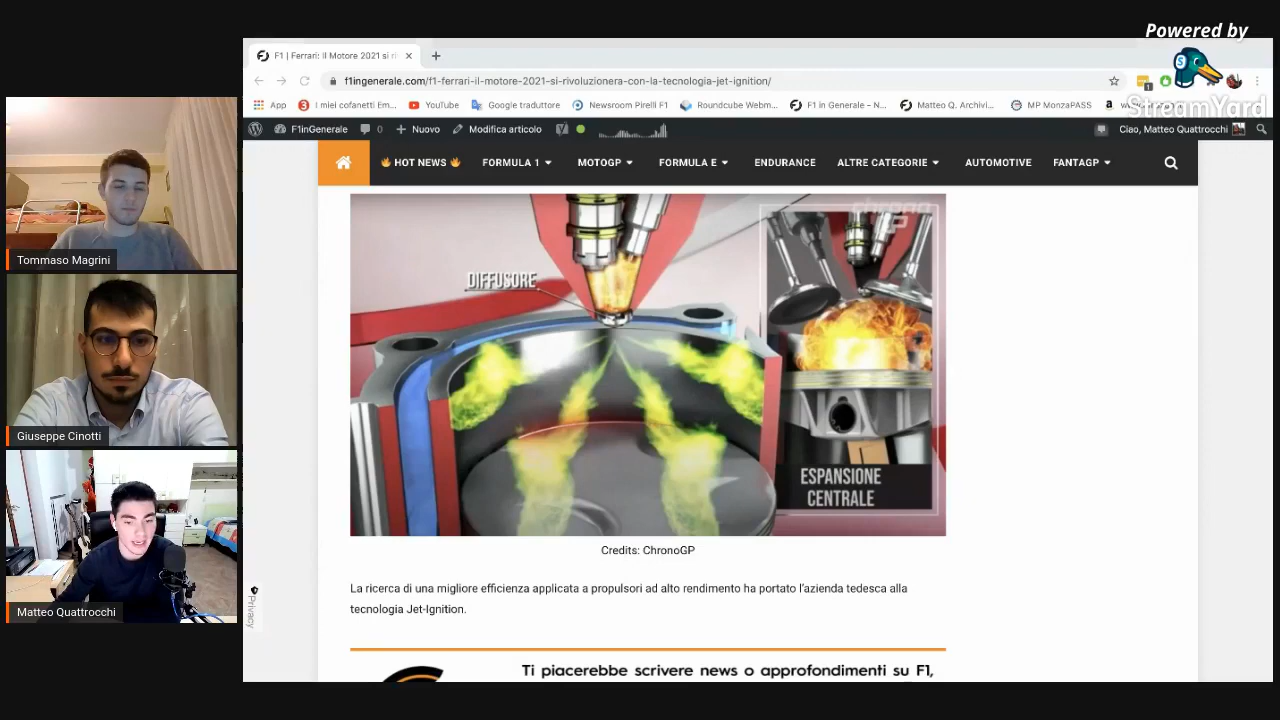 Powered by
StreamYard
F1 | Ferrari: Il Motore 2021 si ri
f1ingenerale.com/f1-ferrari-il-motore-2021-si-rivoluzionera-con-la-tecnologia-jet-ignition/
App
I miei cofanetti Em...
YouTube
Google traduttore
Newsroom Pirelli F1
Roundcube Webm...
F1 in Generale – N...
Matteo Q. Archivi...
MP MonzaPASS
F1inGenerale
0
Nuovo
Modifica articolo
Ciao, Matteo Quattrocchi
HOT NEWS
FORMULA 1
MOTOGP
FORMULA E
ENDURANCE
ALTRE CATEGORIE
AUTOMOTIVE
FANTAGP
DIFFUSORE
ESPANSIONE
CENTRALE
Credits: ChronoGP
La ricerca di una migliore efficienza applicata a propulsori ad alto rendimento ha portato l’azienda tedesca alla
tecnologia Jet-Ignition.
Ti piacerebbe scrivere news o approfondimenti su F1,
Privacy
Tommaso Magrini
Giuseppe Cinotti
Matteo Quattrocchi